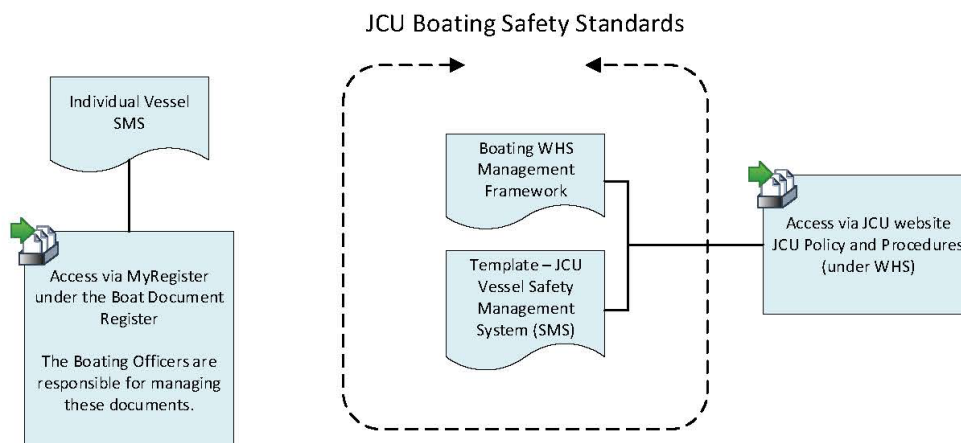 JCU Boating Safety Standards
Individual Vessel
SMS
Access via MyRegister
under the Boat Document
Register
The Boating Officers are
responsible for managing
these documents.
Boating WHS
Management
Framework
Template – JCU
Vessel Safety
Management
System (SMS)
Access via JCU website
JCU Policy and Procedures
(under WHS)